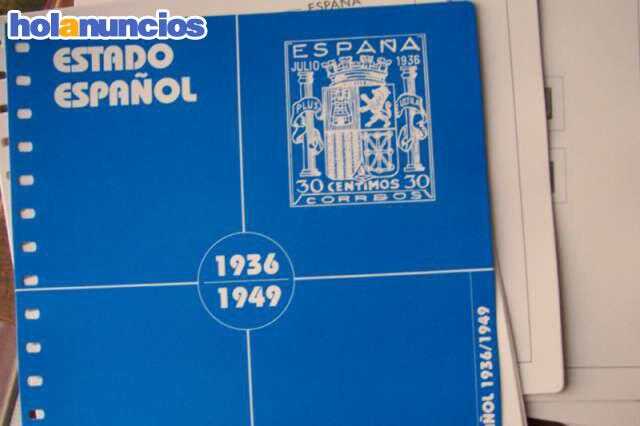 holanuncios
ESPAÑA
ESTADO
ESPAÑOL
ESPAÑA
JULIO 1936
PLUS ULTRA
30 CENTIMOS 30
CORREOS
1936
1949
ÑOL 1936/1949